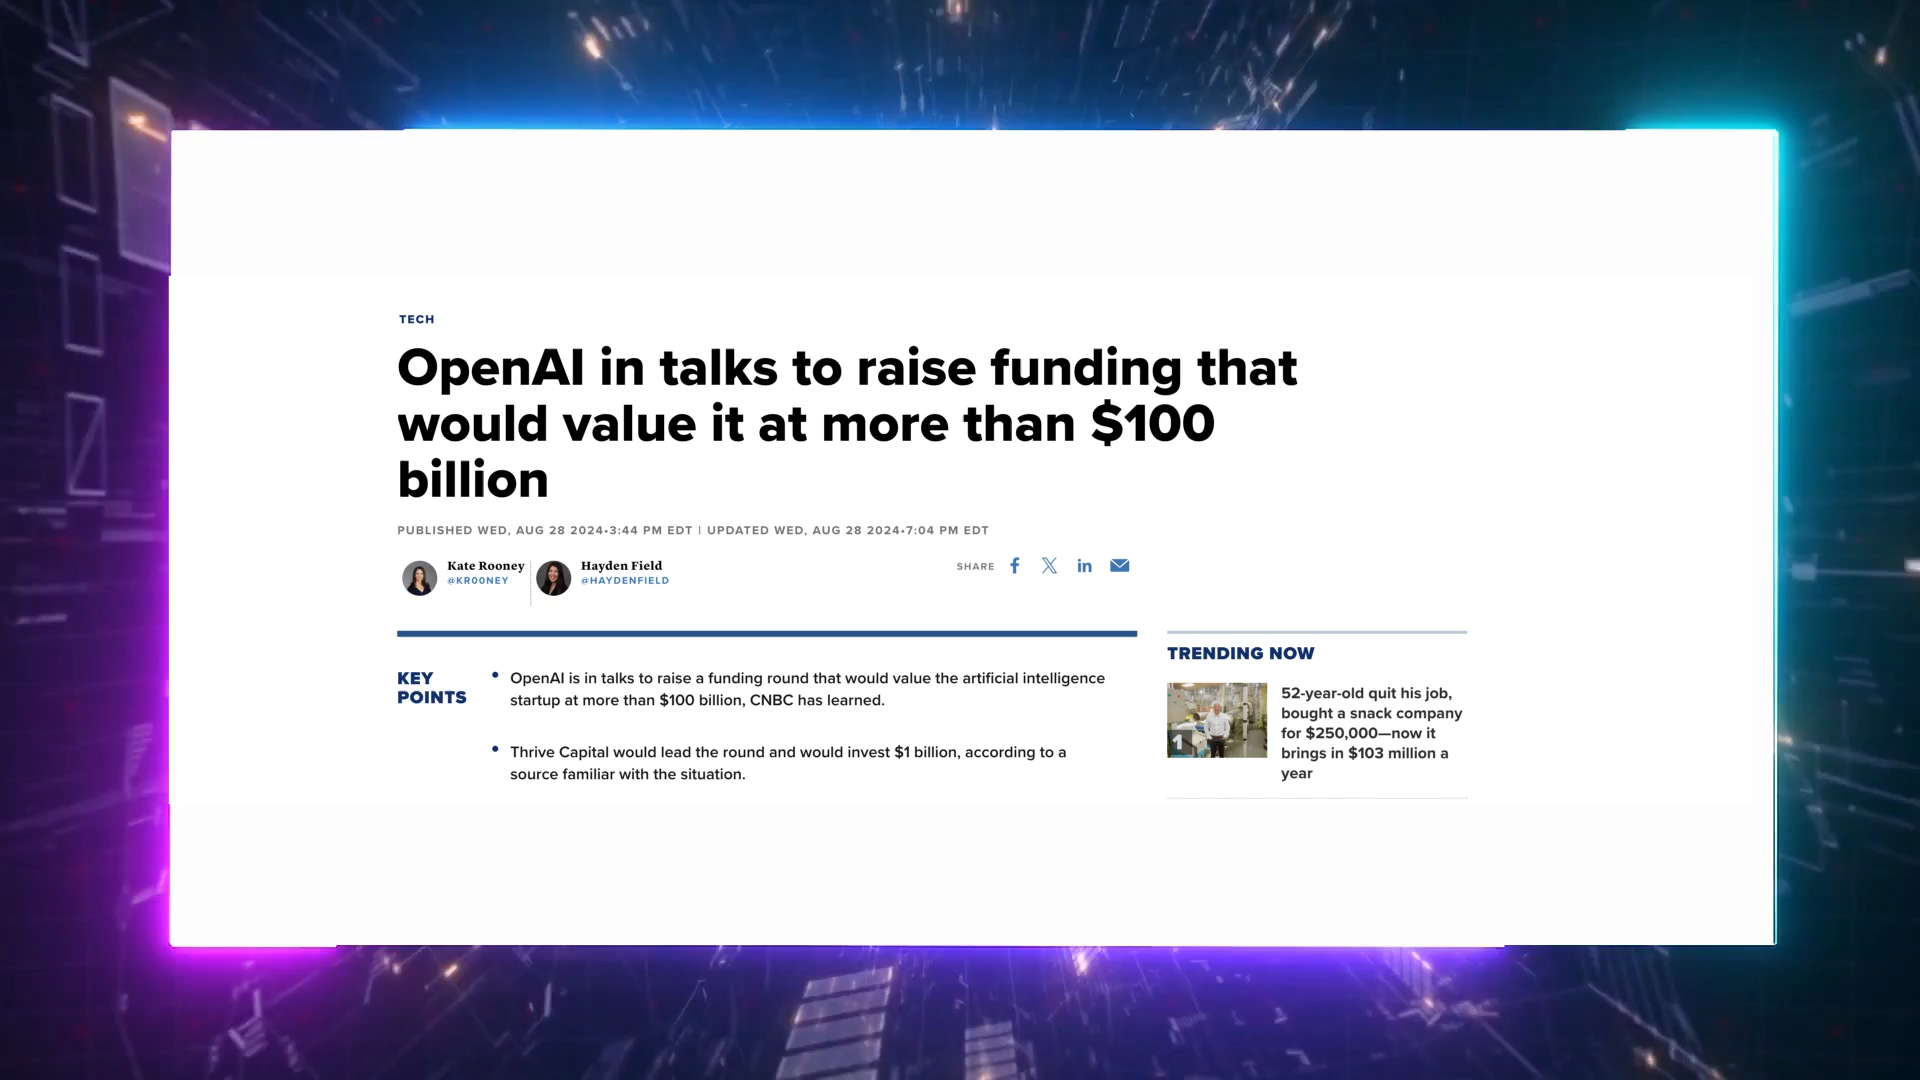 TECH
OpenAI in talks to raise funding that
would value it at more than $100
billion
PUBLISHED WED, AUG 28 2024•3:44 PM EDT | UPDATED WED, AUG 28 2024•7:04 PM EDT
Kate Rooney
@KR00NEY
Hayden Field
@HAYDENFIELD
SHARE
KEY
POINTS
• OpenAI is in talks to raise a funding round that would value the artificial intelligence
startup at more than $100 billion, CNBC has learned.
• Thrive Capital would lead the round and would invest $1 billion, according to a
source familiar with the situation.
TRENDING NOW
1
52-year-old quit his job,
bought a snack company
for $250,000—now it
brings in $103 million a
year